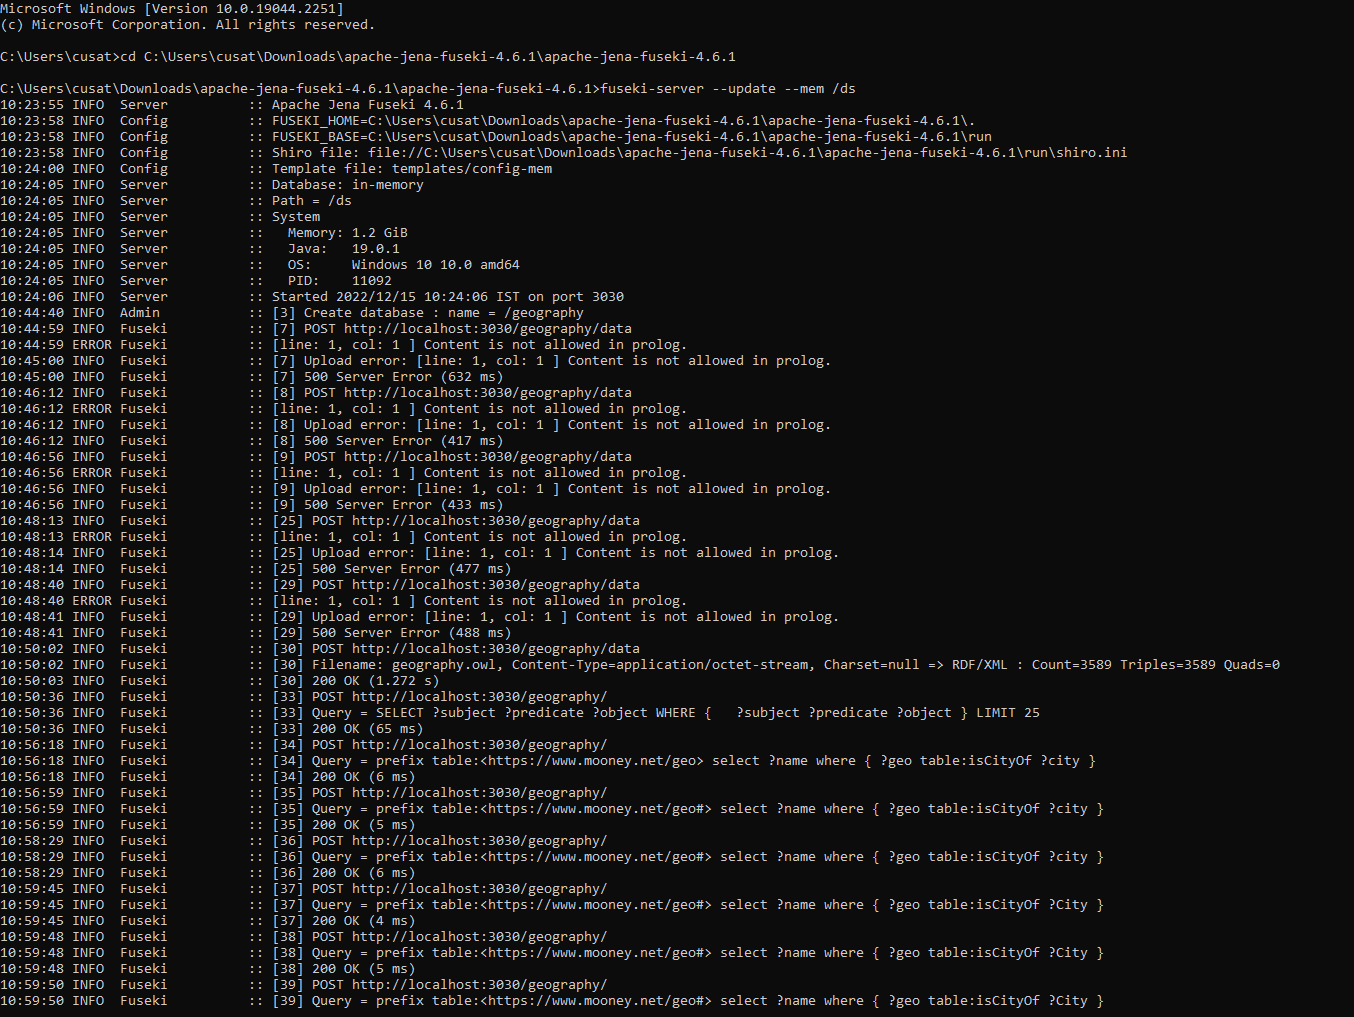 Microsoft Windows [Version 10.0.19044.2251]
(c) Microsoft Corporation. All rights reserved.
C:\Users\cusat>cd C:\Users\cusat\Downloads\apache-jena-fuseki-4.6.1\apache-jena-fuseki-4.6.1
C:\Users\cusat\Downloads\apache-jena-fuseki-4.6.1\apache-jena-fuseki-4.6.1>fuseki-server --update --mem /ds
10:23:55 INFO  Server          :: Apache Jena Fuseki 4.6.1
10:23:58 INFO  Config          :: FUSEKI_HOME=C:\Users\cusat\Downloads\apache-jena-fuseki-4.6.1\apache-jena-fuseki-4.6.1\.
10:23:58 INFO  Config          :: FUSEKI_BASE=C:\Users\cusat\Downloads\apache-jena-fuseki-4.6.1\apache-jena-fuseki-4.6.1\run
10:23:58 INFO  Config          :: Shiro file: file://C:\Users\cusat\Downloads\apache-jena-fuseki-4.6.1\apache-jena-fuseki-4.6.1\run\shiro.ini
10:24:00 INFO  Config          :: Template file: templates/config-mem
10:24:05 INFO  Server          :: Database: in-memory
10:24:05 INFO  Server          :: Path = /ds
10:24:05 INFO  Server          :: System
10:24:05 INFO  Server          ::   Memory: 1.2 GiB
10:24:05 INFO  Server          ::   Java:   19.0.1
10:24:05 INFO  Server          ::   OS:     Windows 10 10.0 amd64
10:24:05 INFO  Server          ::   PID:    11092
10:24:06 INFO  Server          :: Started 2022/12/15 10:24:06 IST on port 3030
10:44:40 INFO  Admin           :: [3] Create database : name = /geography
10:44:59 INFO  Fuseki          :: [7] POST http://localhost:3030/geography/data
10:44:59 ERROR Fuseki          :: [line: 1, col: 1 ] Content is not allowed in prolog.
10:45:00 INFO  Fuseki          :: [7] Upload error: [line: 1, col: 1 ] Content is not allowed in prolog.
10:45:00 INFO  Fuseki          :: [7] 500 Server Error (632 ms)
10:46:12 INFO  Fuseki          :: [8] POST http://localhost:3030/geography/data
10:46:12 ERROR Fuseki          :: [line: 1, col: 1 ] Content is not allowed in prolog.
10:46:12 INFO  Fuseki          :: [8] Upload error: [line: 1, col: 1 ] Content is not allowed in prolog.
10:46:12 INFO  Fuseki          :: [8] 500 Server Error (417 ms)
10:46:56 INFO  Fuseki          :: [9] POST http://localhost:3030/geography/data
10:46:56 ERROR Fuseki          :: [line: 1, col: 1 ] Content is not allowed in prolog.
10:46:56 INFO  Fuseki          :: [9] Upload error: [line: 1, col: 1 ] Content is not allowed in prolog.
10:46:56 INFO  Fuseki          :: [9] 500 Server Error (433 ms)
10:48:13 INFO  Fuseki          :: [25] POST http://localhost:3030/geography/data
10:48:13 ERROR Fuseki          :: [line: 1, col: 1 ] Content is not allowed in prolog.
10:48:14 INFO  Fuseki          :: [25] Upload error: [line: 1, col: 1 ] Content is not allowed in prolog.
10:48:14 INFO  Fuseki          :: [25] 500 Server Error (477 ms)
10:48:40 INFO  Fuseki          :: [29] POST http://localhost:3030/geography/data
10:48:40 ERROR Fuseki          :: [line: 1, col: 1 ] Content is not allowed in prolog.
10:48:41 INFO  Fuseki          :: [29] Upload error: [line: 1, col: 1 ] Content is not allowed in prolog.
10:48:41 INFO  Fuseki          :: [29] 500 Server Error (488 ms)
10:50:02 INFO  Fuseki          :: [30] POST http://localhost:3030/geography/data
10:50:02 INFO  Fuseki          :: [30] Filename: geography.owl, Content-Type=application/octet-stream, Charset=null => RDF/XML : Count=3589 Triples=3589 Quads=0
10:50:03 INFO  Fuseki          :: [30] 200 OK (1.272 s)
10:50:36 INFO  Fuseki          :: [33] POST http://localhost:3030/geography/
10:50:36 INFO  Fuseki          :: [33] Query = SELECT ?subject ?predicate ?object WHERE {   ?subject ?predicate ?object } LIMIT 25
10:50:36 INFO  Fuseki          :: [33] 200 OK (65 ms)
10:56:18 INFO  Fuseki          :: [34] POST http://localhost:3030/geography/
10:56:18 INFO  Fuseki          :: [34] Query = prefix table:<https://www.mooney.net/geo> select ?name where { ?geo table:isCityOf ?city }
10:56:18 INFO  Fuseki          :: [34] 200 OK (6 ms)
10:56:59 INFO  Fuseki          :: [35] POST http://localhost:3030/geography/
10:56:59 INFO  Fuseki          :: [35] Query = prefix table:<https://www.mooney.net/geo#> select ?name where { ?geo table:isCityOf ?city }
10:56:59 INFO  Fuseki          :: [35] 200 OK (5 ms)
10:58:29 INFO  Fuseki          :: [36] POST http://localhost:3030/geography/
10:58:29 INFO  Fuseki          :: [36] Query = prefix table:<https://www.mooney.net/geo#> select ?name where { ?geo table:isCityOf ?city }
10:58:29 INFO  Fuseki          :: [36] 200 OK (6 ms)
10:59:45 INFO  Fuseki          :: [37] POST http://localhost:3030/geography/
10:59:45 INFO  Fuseki          :: [37] Query = prefix table:<https://www.mooney.net/geo#> select ?name where { ?geo table:isCityOf ?City }
10:59:45 INFO  Fuseki          :: [37] 200 OK (4 ms)
10:59:48 INFO  Fuseki          :: [38] POST http://localhost:3030/geography/
10:59:48 INFO  Fuseki          :: [38] Query = prefix table:<https://www.mooney.net/geo#> select ?name where { ?geo table:isCityOf ?City }
10:59:48 INFO  Fuseki          :: [38] 200 OK (5 ms)
10:59:50 INFO  Fuseki          :: [39] POST http://localhost:3030/geography/
10:59:50 INFO  Fuseki          :: [39] Query = prefix table:<https://www.mooney.net/geo#> select ?name where { ?geo table:isCityOf ?City }